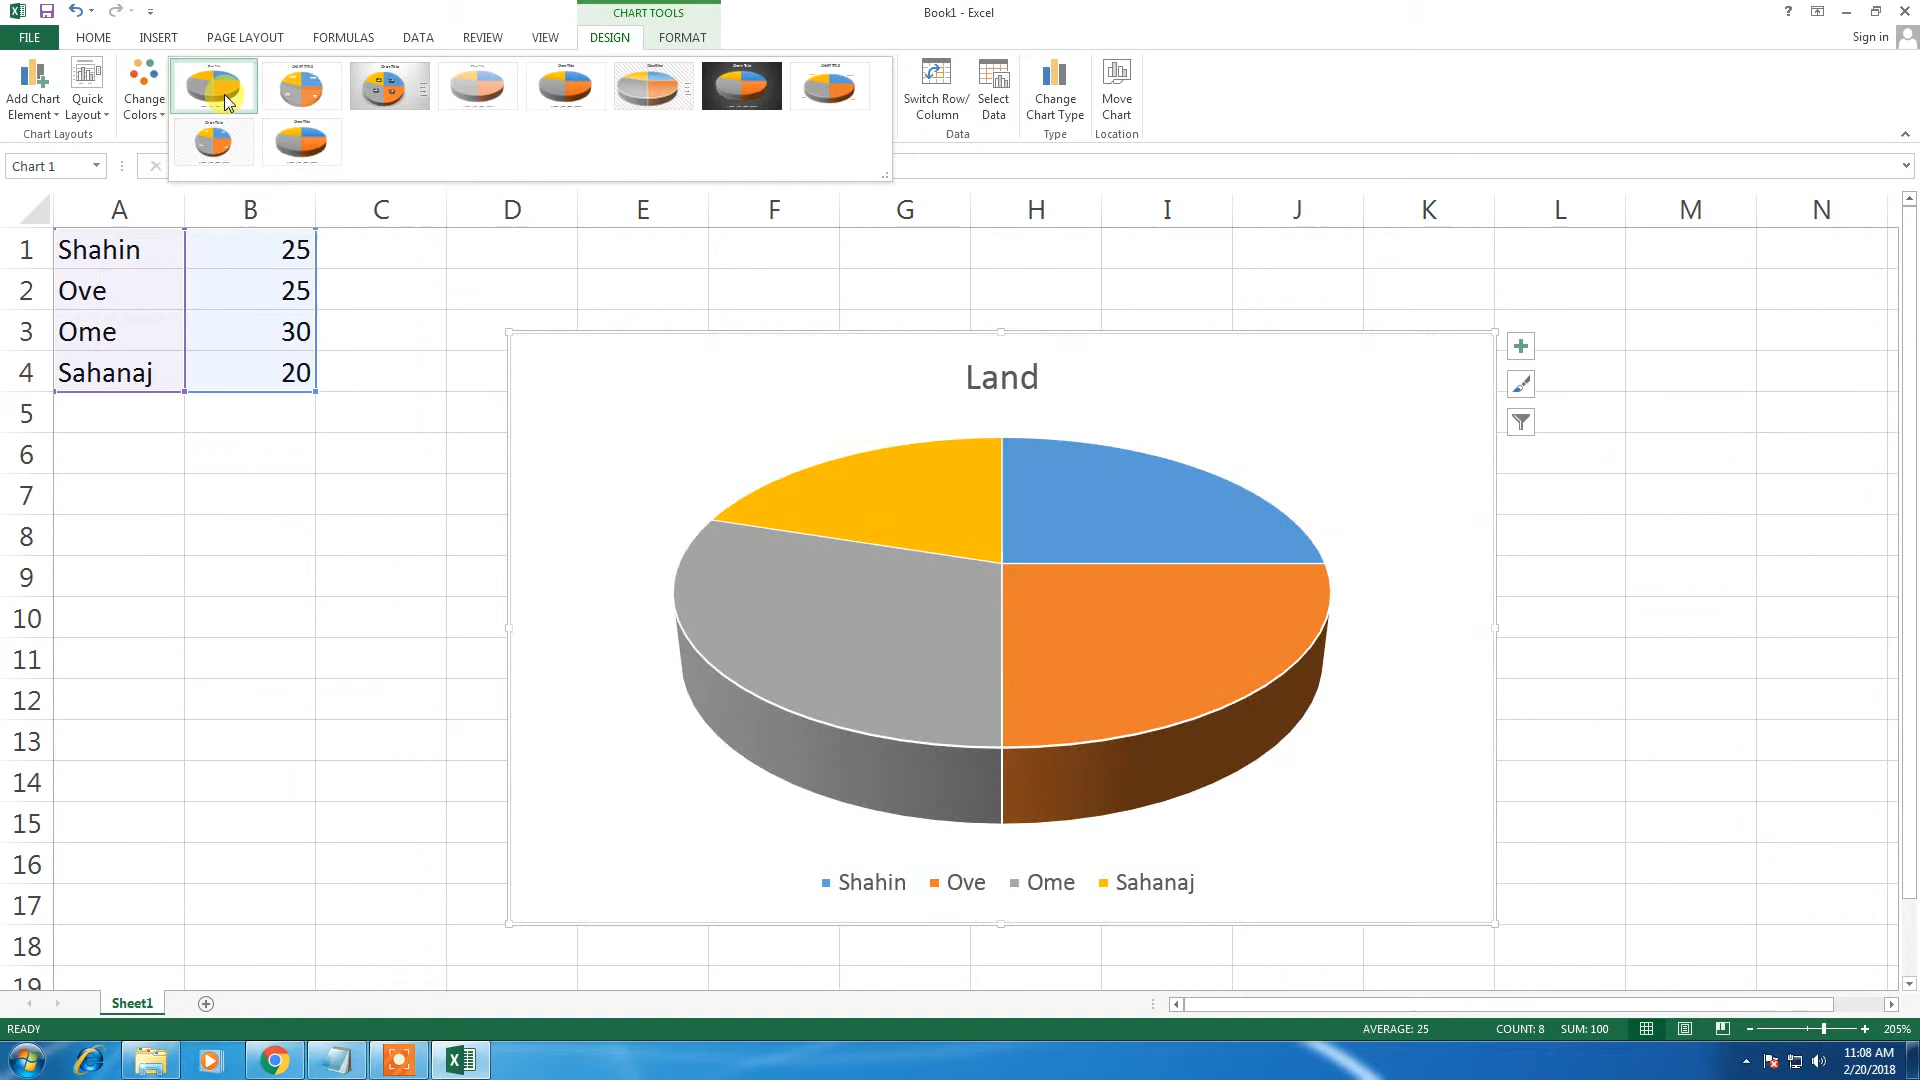 CHART TOOLS
Book1 - Excel
FILE HOME INSERT PAGE LAYOUT FORMULAS DATA REVIEW VIEW DESIGN FORMAT
Sign in
Add Chart Element
Quick Layout
Change Colors
Switch Row/ Column
Select Data
Change Chart Type
Move Chart
Chart Layouts
Data
Type
Location
Chart 1
A B C D E F G H I J K L M N
1 Shahin 25
2 Ove 25
3 Ome 30
4 Sahanaj 20
5
6
7
8
9
10
11
12
13
14
15
16
17
18
19
Land
Shahin Ove Ome Sahanaj
Sheet1
READY
AVERAGE: 25 COUNT: 8 SUM: 100
205%
11:08 AM
2/20/2018